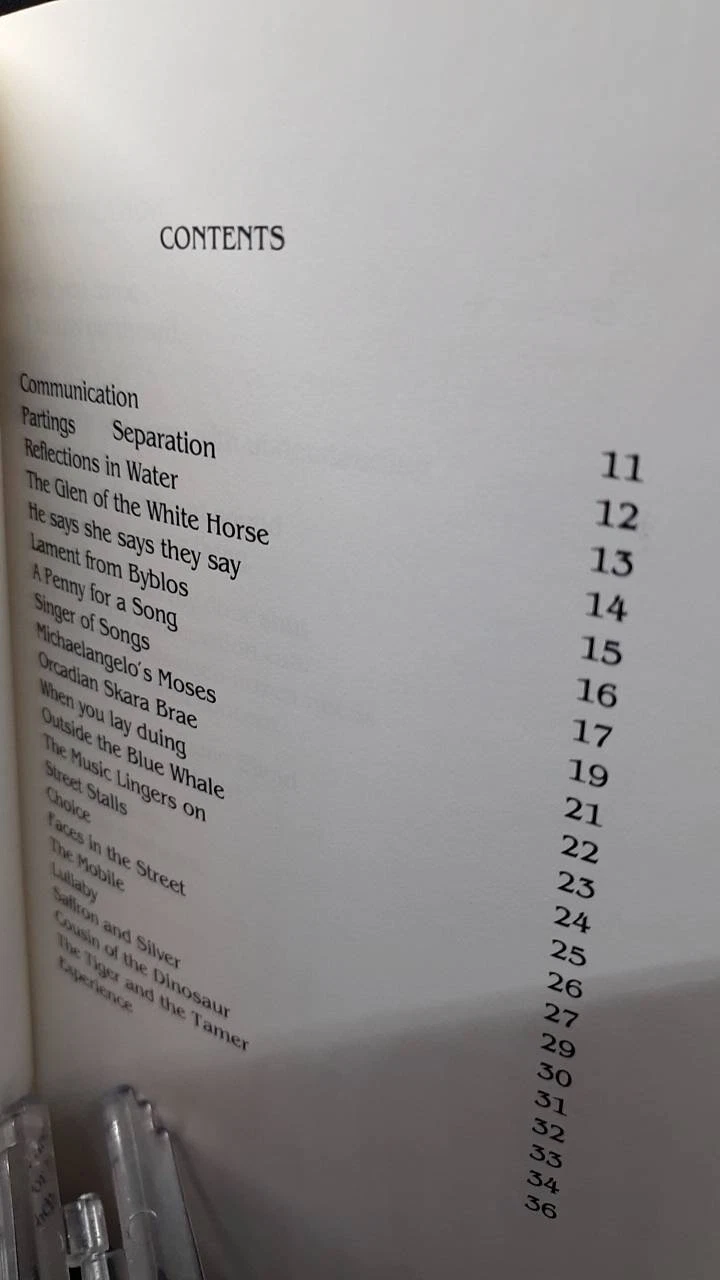 CONTENTS
Communication 11
Partings Separation 12
Reflections in Water 13
The Glen of the White Horse 14
He says she says they say 15
Lament from Byblos 16
A Penny for a Song 17
Singer of Songs 19
Michaelangelo's Moses 21
Orcadian Skara Brae 22
When you lay duing 23
Outside the Blue Whale 24
The Music Lingers on 25
Street Stalls 26
Choice 27
Faces in the Street 29
The Mobile 30
Lullaby 31
Saffron and Silver 32
Cousin of the Dinosaur 33
The Tiger and the Tamer 34
Experience 36